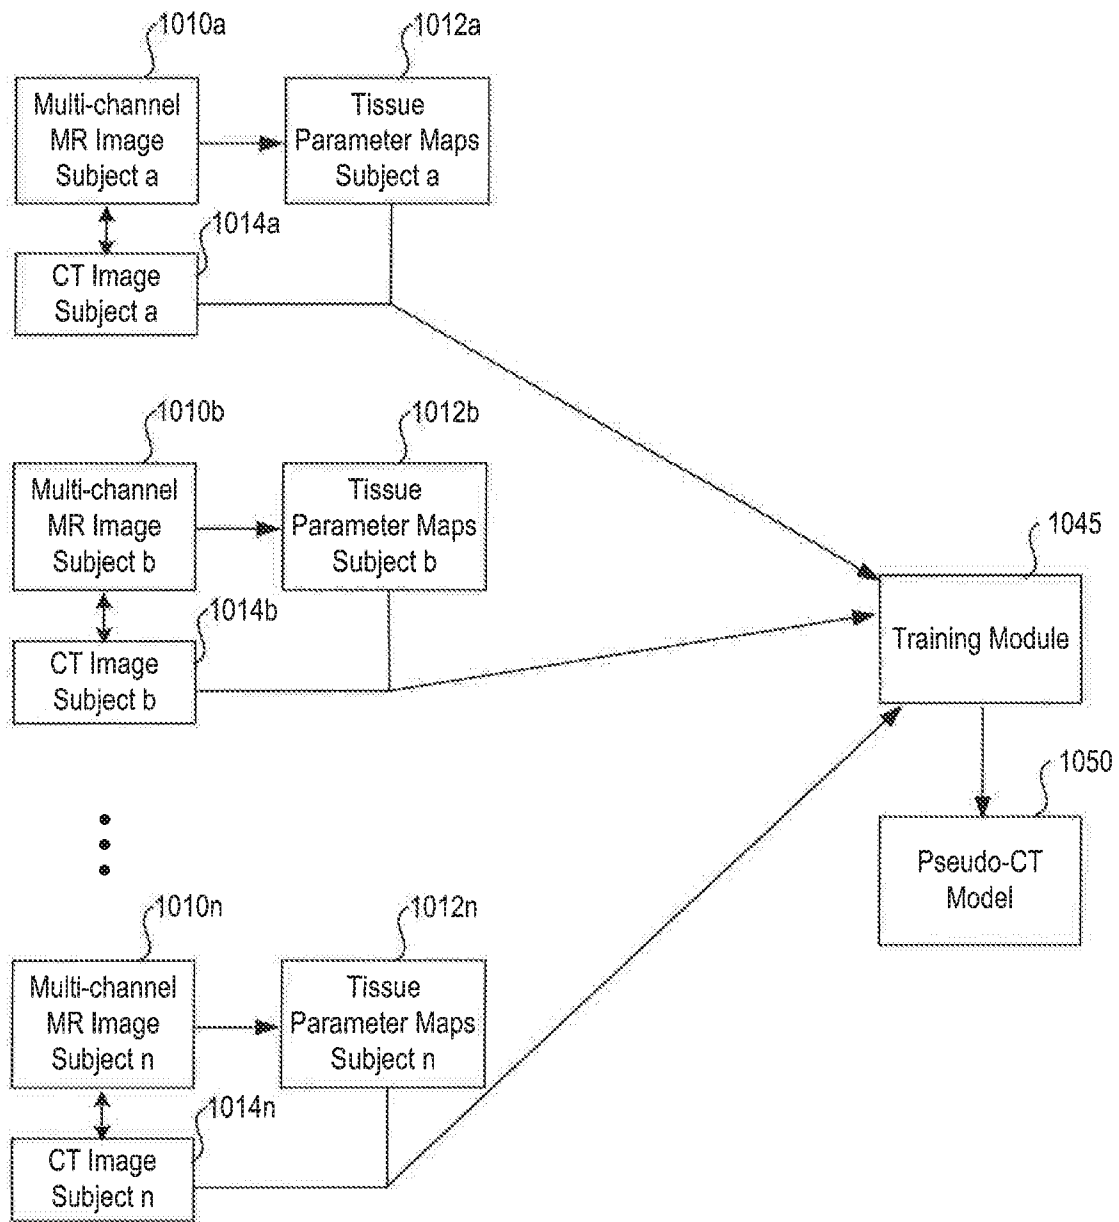 1010a
1012a
Multi-channel
MR Image
Subject a
Tissue
Parameter Maps
Subject a
1014a
CT Image
Subject a
1010b
1012b
Multi-channel
MR Image
Subject b
Tissue
Parameter Maps
Subject b
1014b
CT Image
Subject b
1045
Training Module
1050
Pseudo-CT
Model
1010n
1012n
Multi-channel
MR Image
Subject n
Tissue
Parameter Maps
Subject n
1014n
CT Image
Subject n